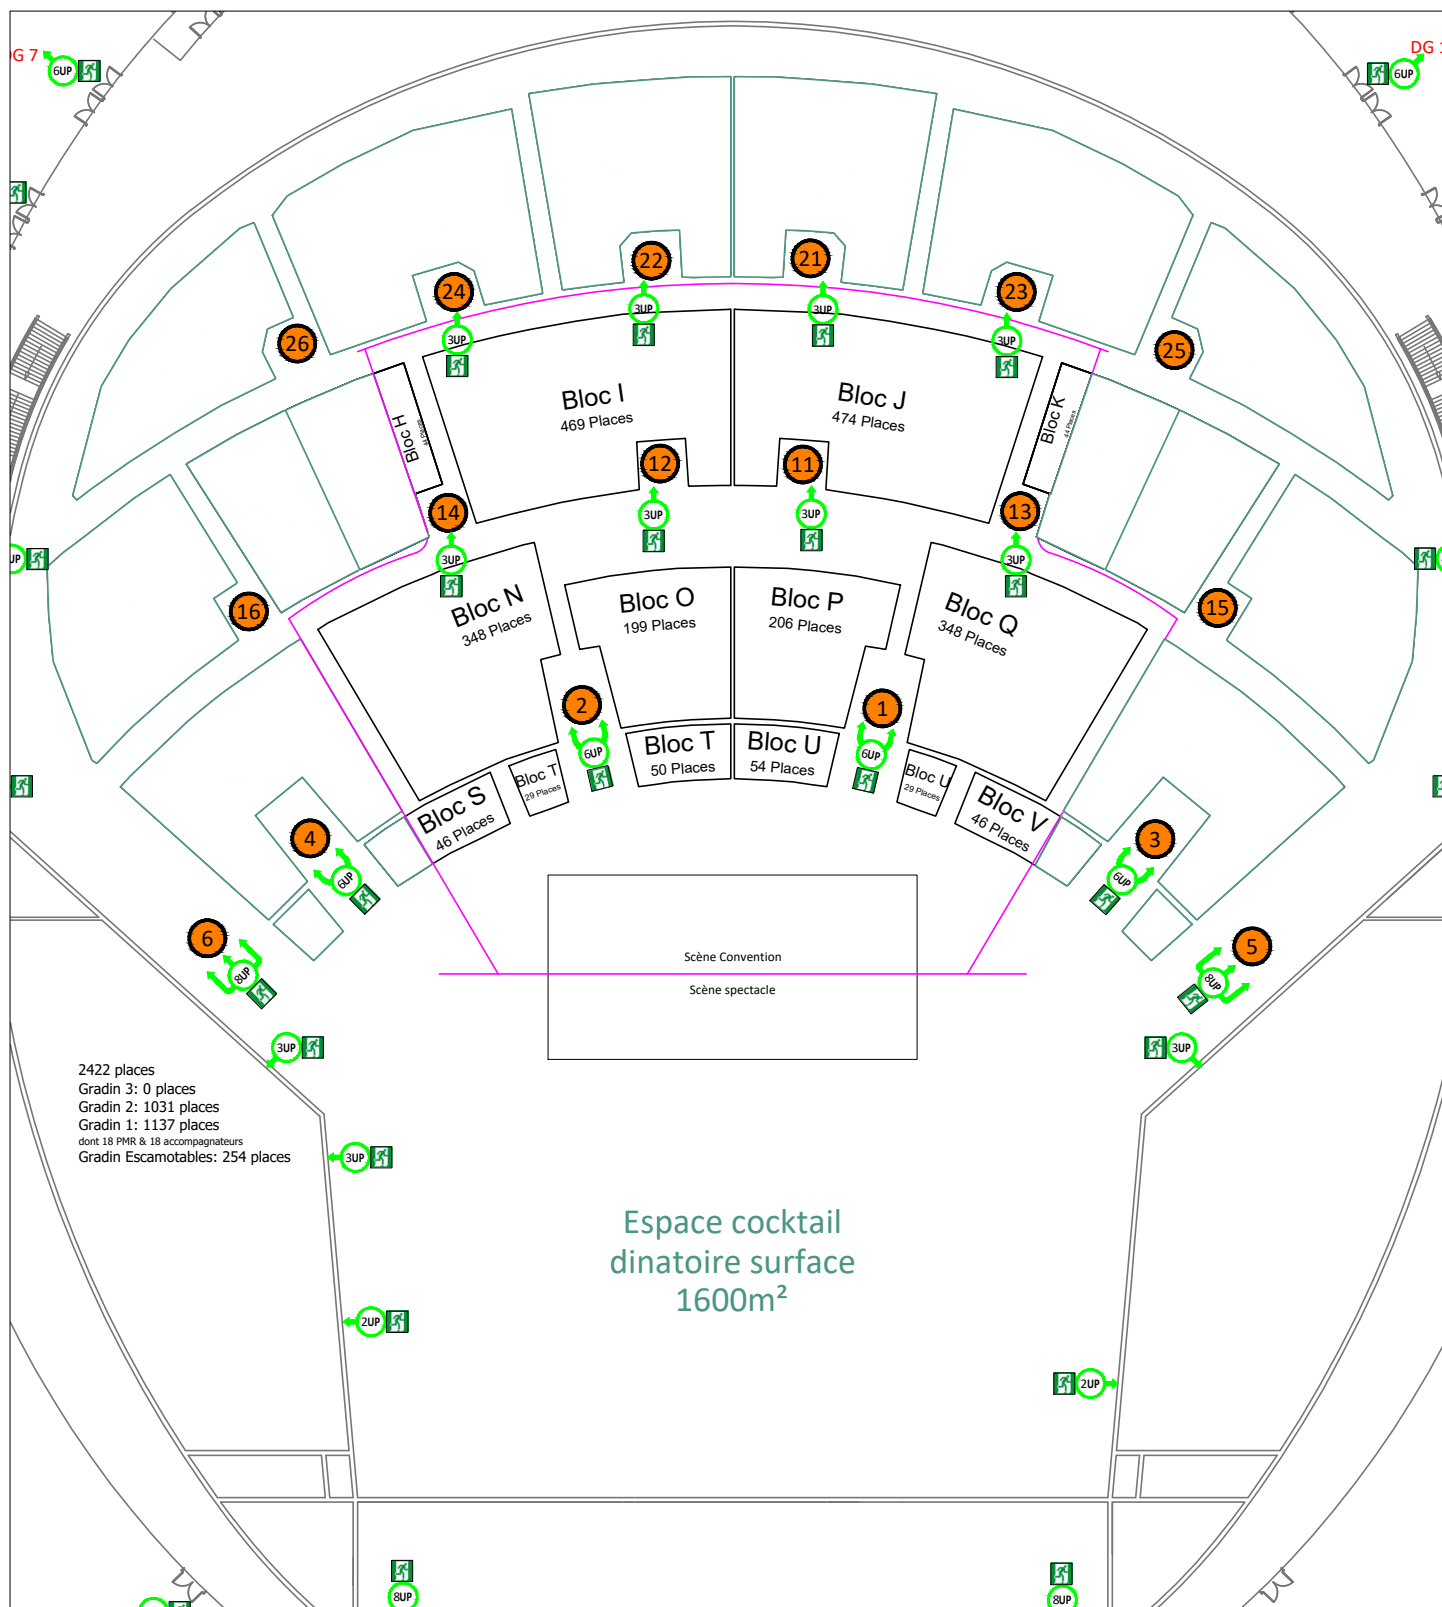 DG 7
6UP
DG 1
6UP
22
21
24
23
3UP
3UP
26
25
3UP
3UP
Bloc I
469 Places
Bloc J
474 Places
Bloc H
44 Places
Bloc K
44 Places
12
11
14
13
3UP
3UP
3UP
3UP
UP
Bloc N
348 Places
Bloc O
199 Places
Bloc P
206 Places
Bloc Q
348 Places
16
15
2
1
6UP
6UP
Bloc T
50 Places
Bloc U
54 Places
Bloc T
29 Places
Bloc U
29 Places
Bloc S
46 Places
Bloc V
46 Places
4
3
6UP
6UP
6
5
8UP
8UP
Scène Convention
Scène spectacle
3UP
3UP
2422 places
Gradin 3: 0 places
Gradin 2: 1031 places
Gradin 1: 1137 places
dont 18 PMR & 18 accompagnateurs
Gradin Escamotables: 254 places
3UP
Espace cocktail
dinatoire surface
1600m²
2UP
2UP
8UP
8UP